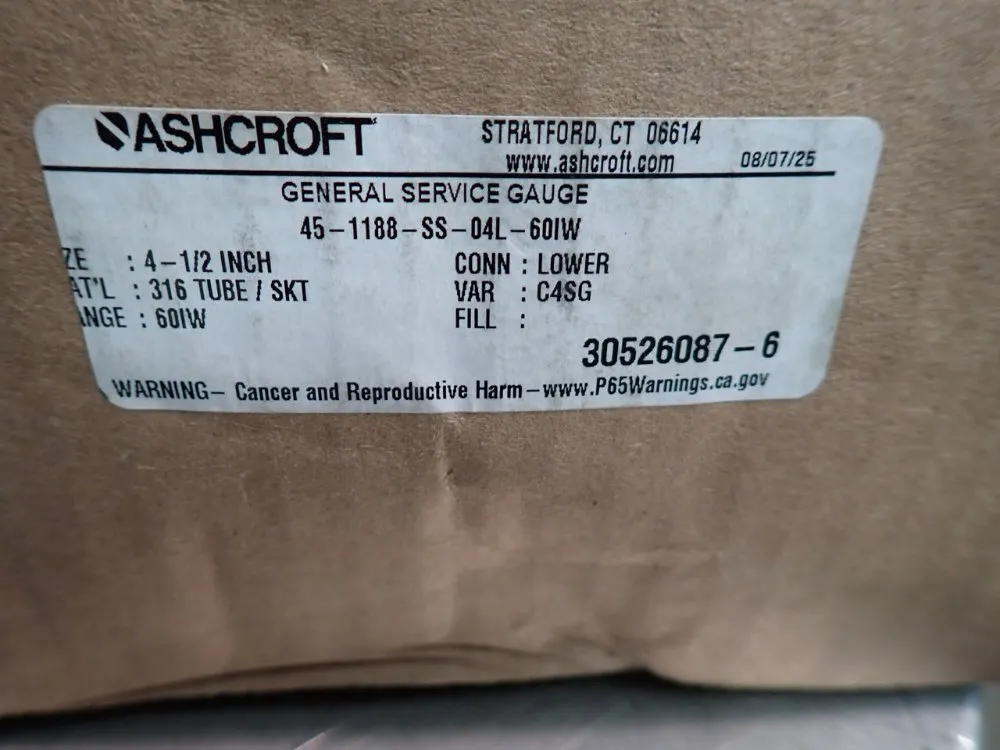 ASHCROFT
STRATFORD, CT 06614
www.ashcroft.com
08/07/25
GENERAL SERVICE GAUGE
45-1188-SS-04L-60IW
ZE : 4-1/2 INCH
CONN : LOWER
AT'L : 316 TUBE / SKT
VAR : C4SG
NGE : 60IW
FILL :
30526087-6
WARNING- Cancer and Reproductive Harm-www.P65Warnings.ca.gov